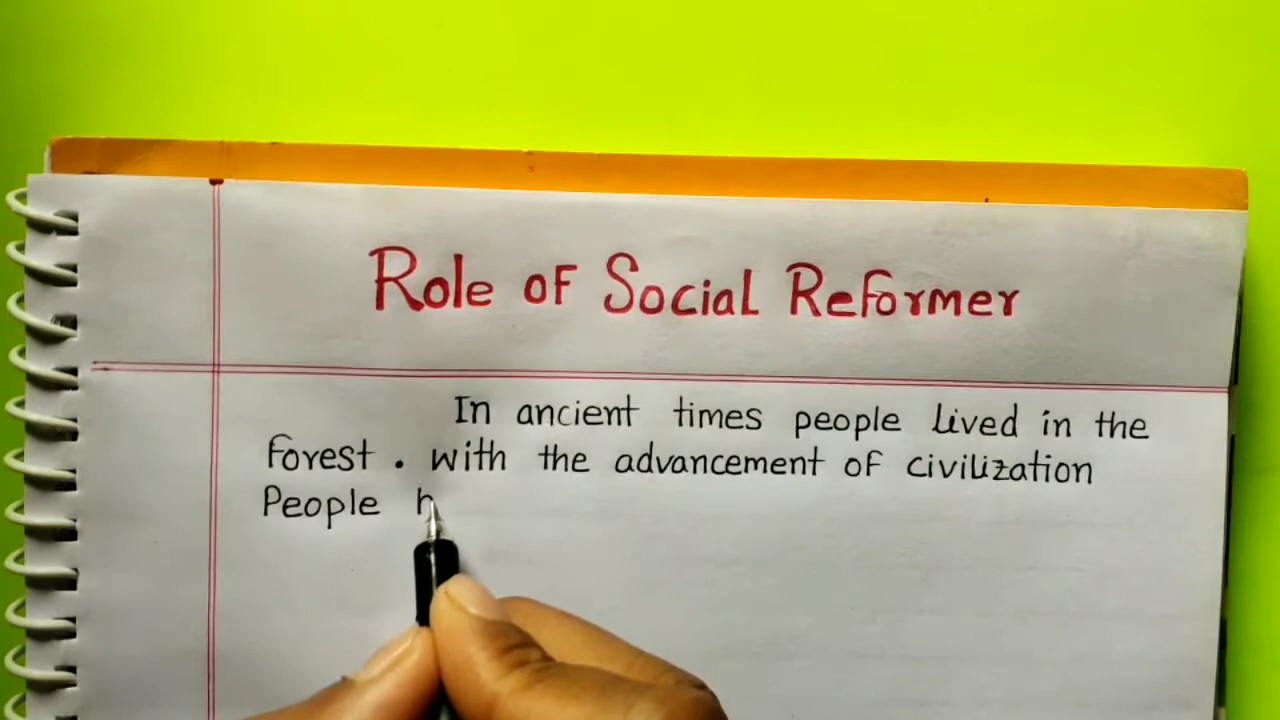 Role of Social Reformer
In ancient times people lived in the
forest . with the advancement of civilization
People h